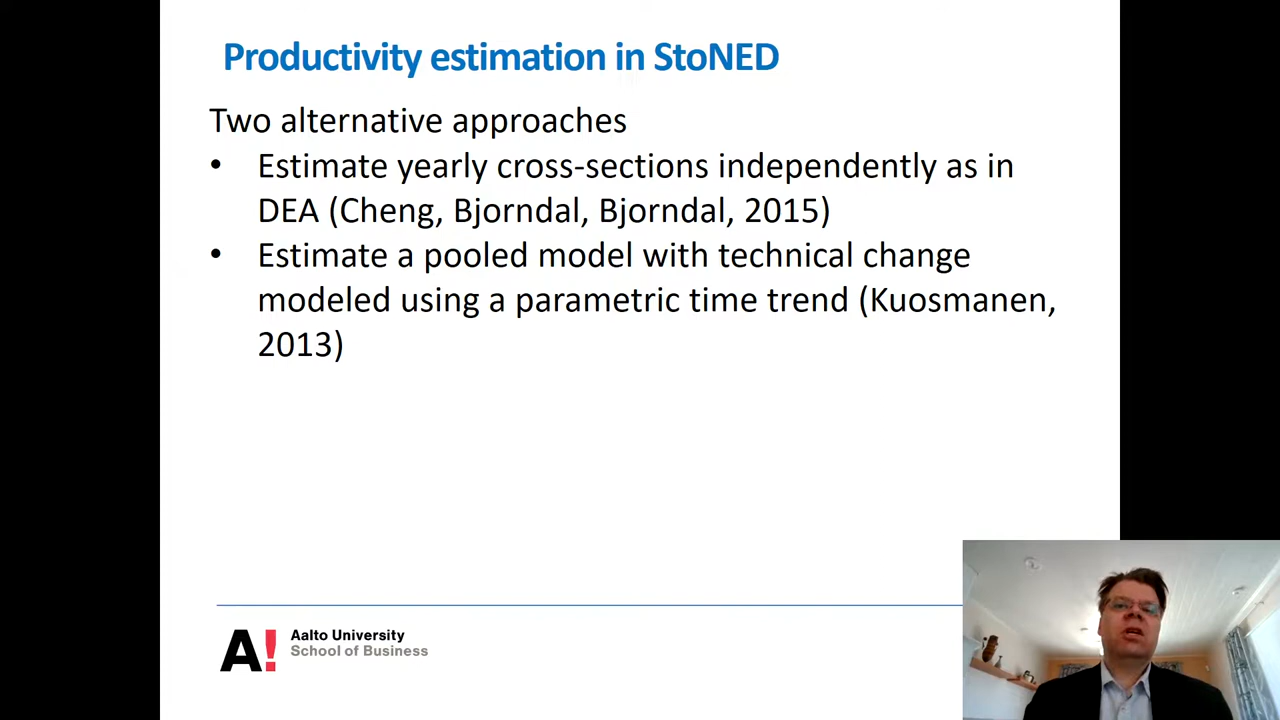 Productivity estimation in StoNED
Two alternative approaches
• Estimate yearly cross-sections independently as in
DEA (Cheng, Bjorndal, Bjorndal, 2015)
• Estimate a pooled model with technical change
modeled using a parametric time trend (Kuosmanen,
2013)
A!
Aalto University
School of Business